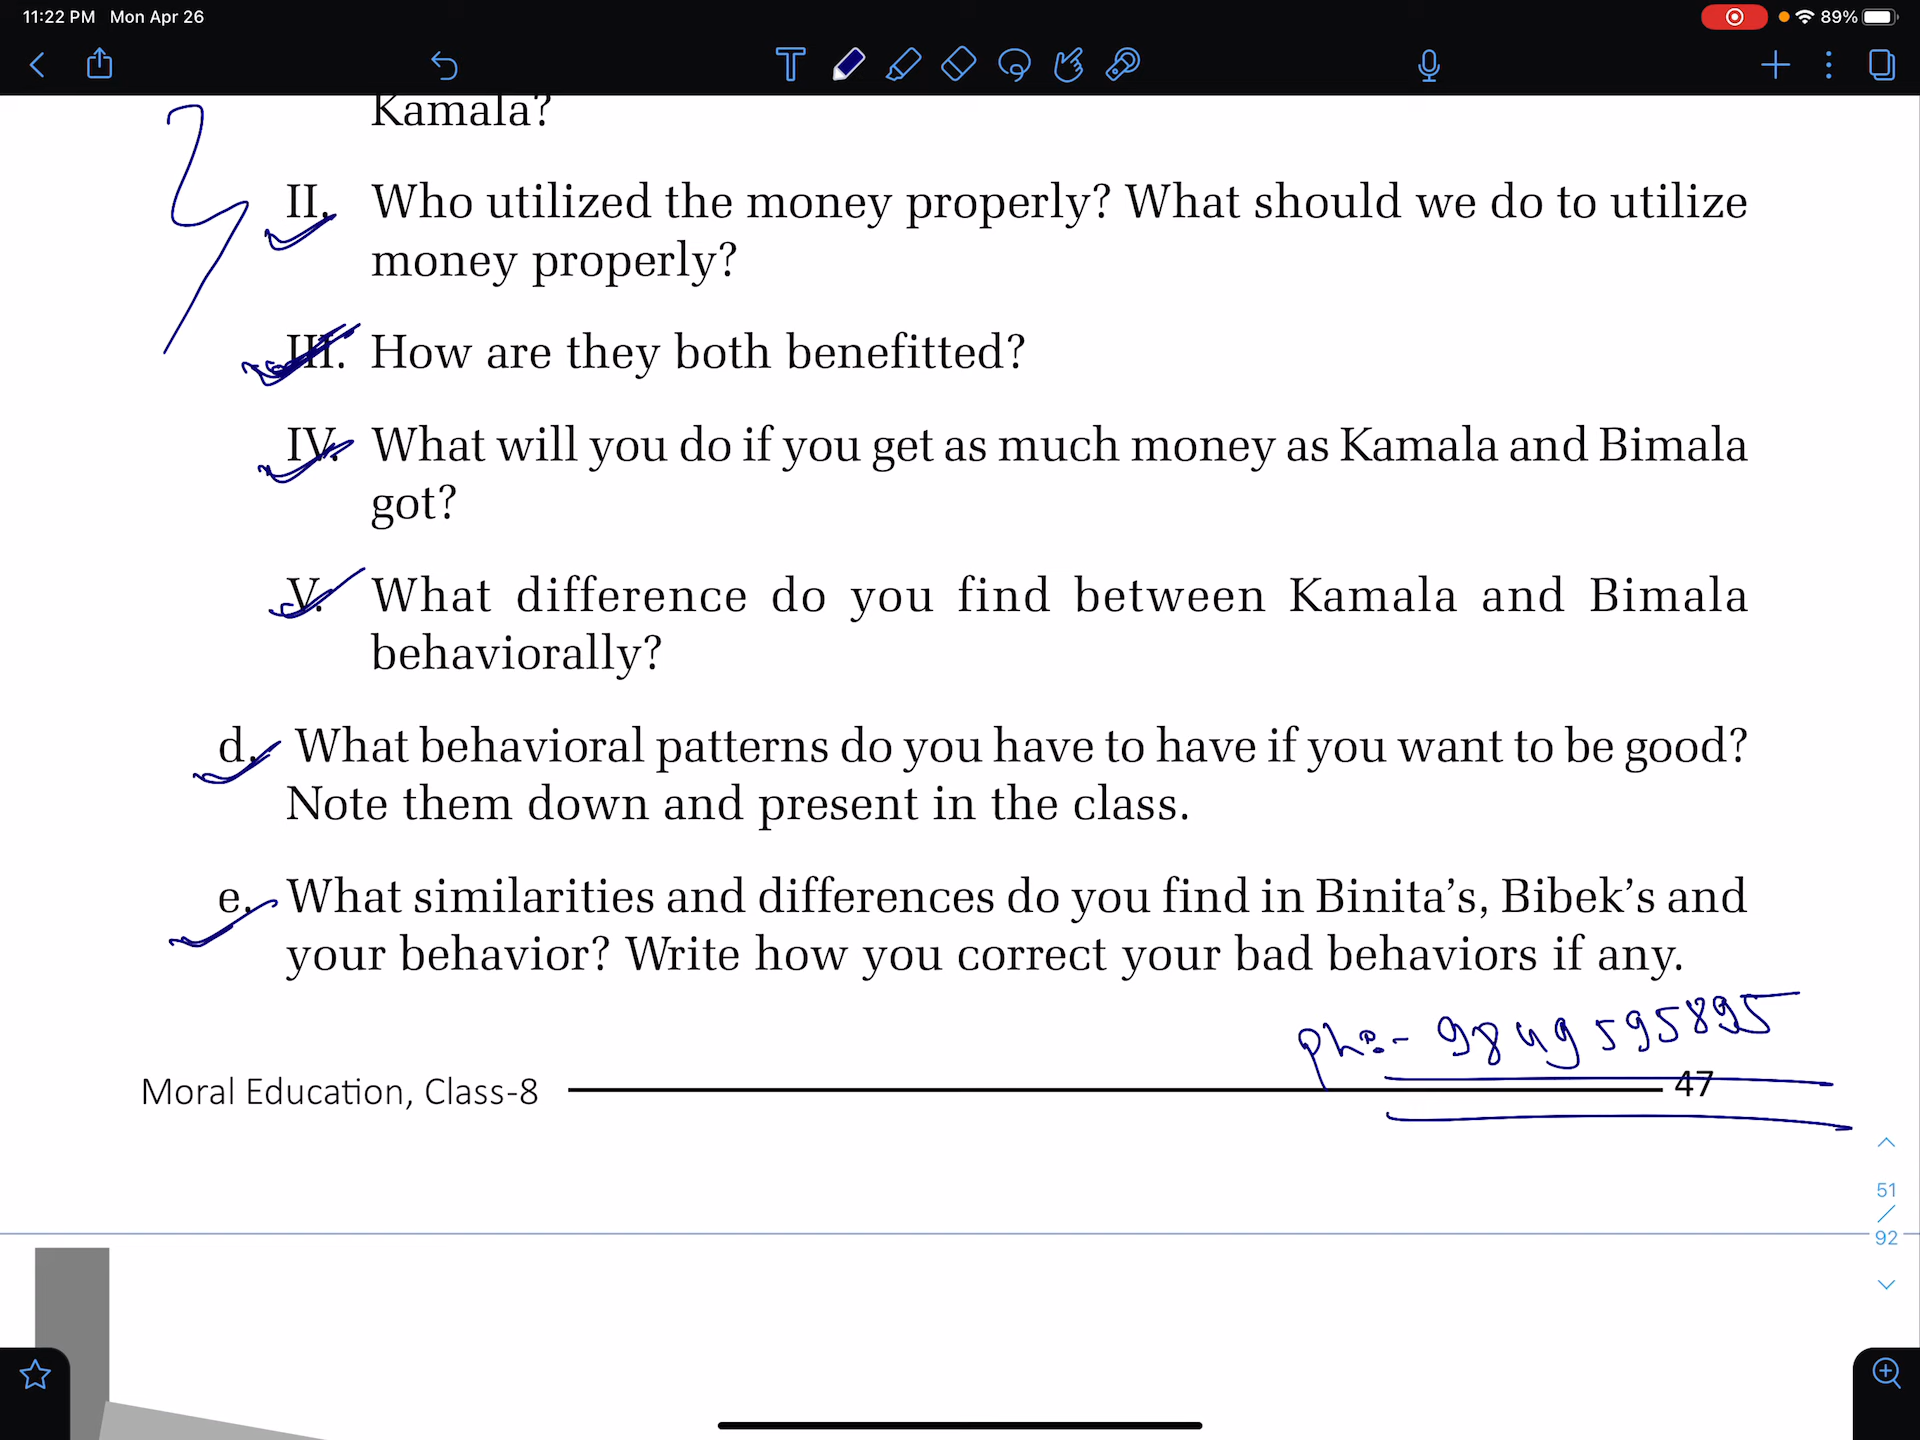 11:22 PM Mon Apr 26
89%
Kamala?
II. Who utilized the money properly? What should we do to utilize
money properly?
III. How are they both benefitted?
IV. What will you do if you get as much money as Kamala and Bimala
got?
V. What difference do you find between Kamala and Bimala
behaviorally?
d. What behavioral patterns do you have to have if you want to be good?
Note them down and present in the class.
e. What similarities and differences do you find in Binita's, Bibek's and
your behavior? Write how you correct your bad behaviors if any.
ph:- 9849595895
Moral Education, Class-8 47
51
/
92